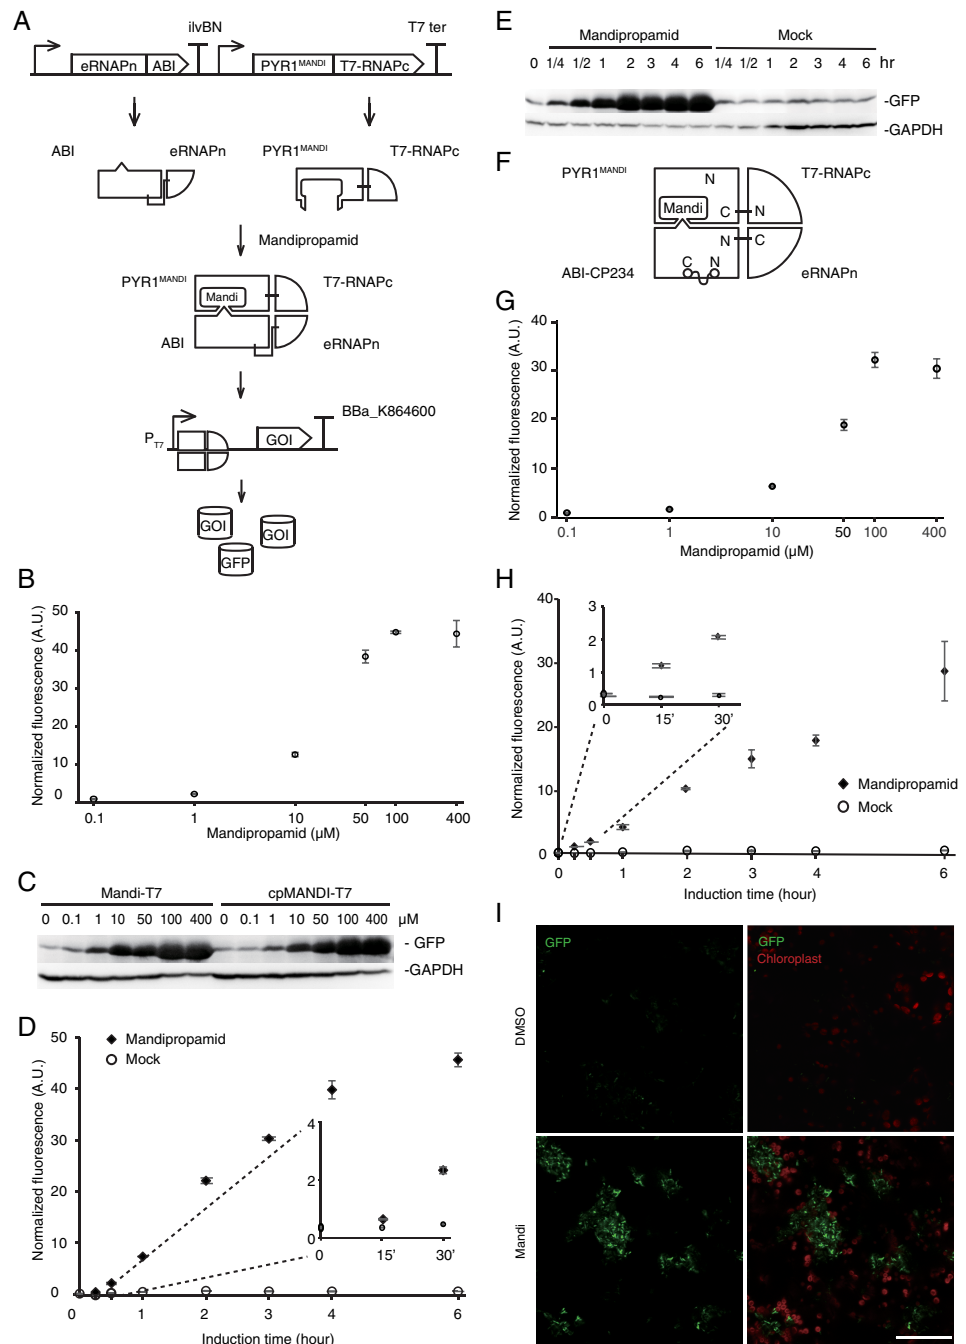 A
ilvBN
T7 ter
eRNAPn
ABI
PYR1MANDI
T7-RNAPc
ABI
eRNAPn
PYR1MANDI
T7-RNAPc
Mandipropamid
PYR1MANDI
T7-RNAPc
Mandi
ABI
eRNAPn
BBa_K864600
PT7
GOI
GOI
GOI
GFP
B
Normalized fluorescence (A.U.)
50
40
30
20
10
0
0.1
1
10
50
100
400
Mandipropamid (µM)
C
Mandi-T7
cpMANDI-T7
0 0.1 1 10 50 100 400 0 0.1 1 10 50 100 400 µM
- GFP
-GAPDH
D
Mandipropamid
Mock
Normalized fluorescence (A.U.)
50
40
30
20
10
0
4
2
0
0
15'
30'
0
1
2
3
4
6
Induction time (hour)
E
Mandipropamid
Mock
0 1/4 1/2 1 2 3 4 6 1/4 1/2 1 2 3 4 6 hr
-GFP
-GAPDH
F
PYR1MANDI
N
T7-RNAPc
Mandi
C
N
N
C
ABI-CP234
C
N
eRNAPn
G
Normalized fluorescence (A.U.)
40
30
20
10
0
0.1
1
10
50
100
400
Mandipropamid (µM)
H
Normalized fluorescence (A.U.)
40
30
20
10
0
3
2
1
0
0
15'
30'
Mandipropamid
Mock
0
1
2
3
4
6
Induction time (hour)
I
GFP
GFP
Chloroplast
DMSO
Mandi